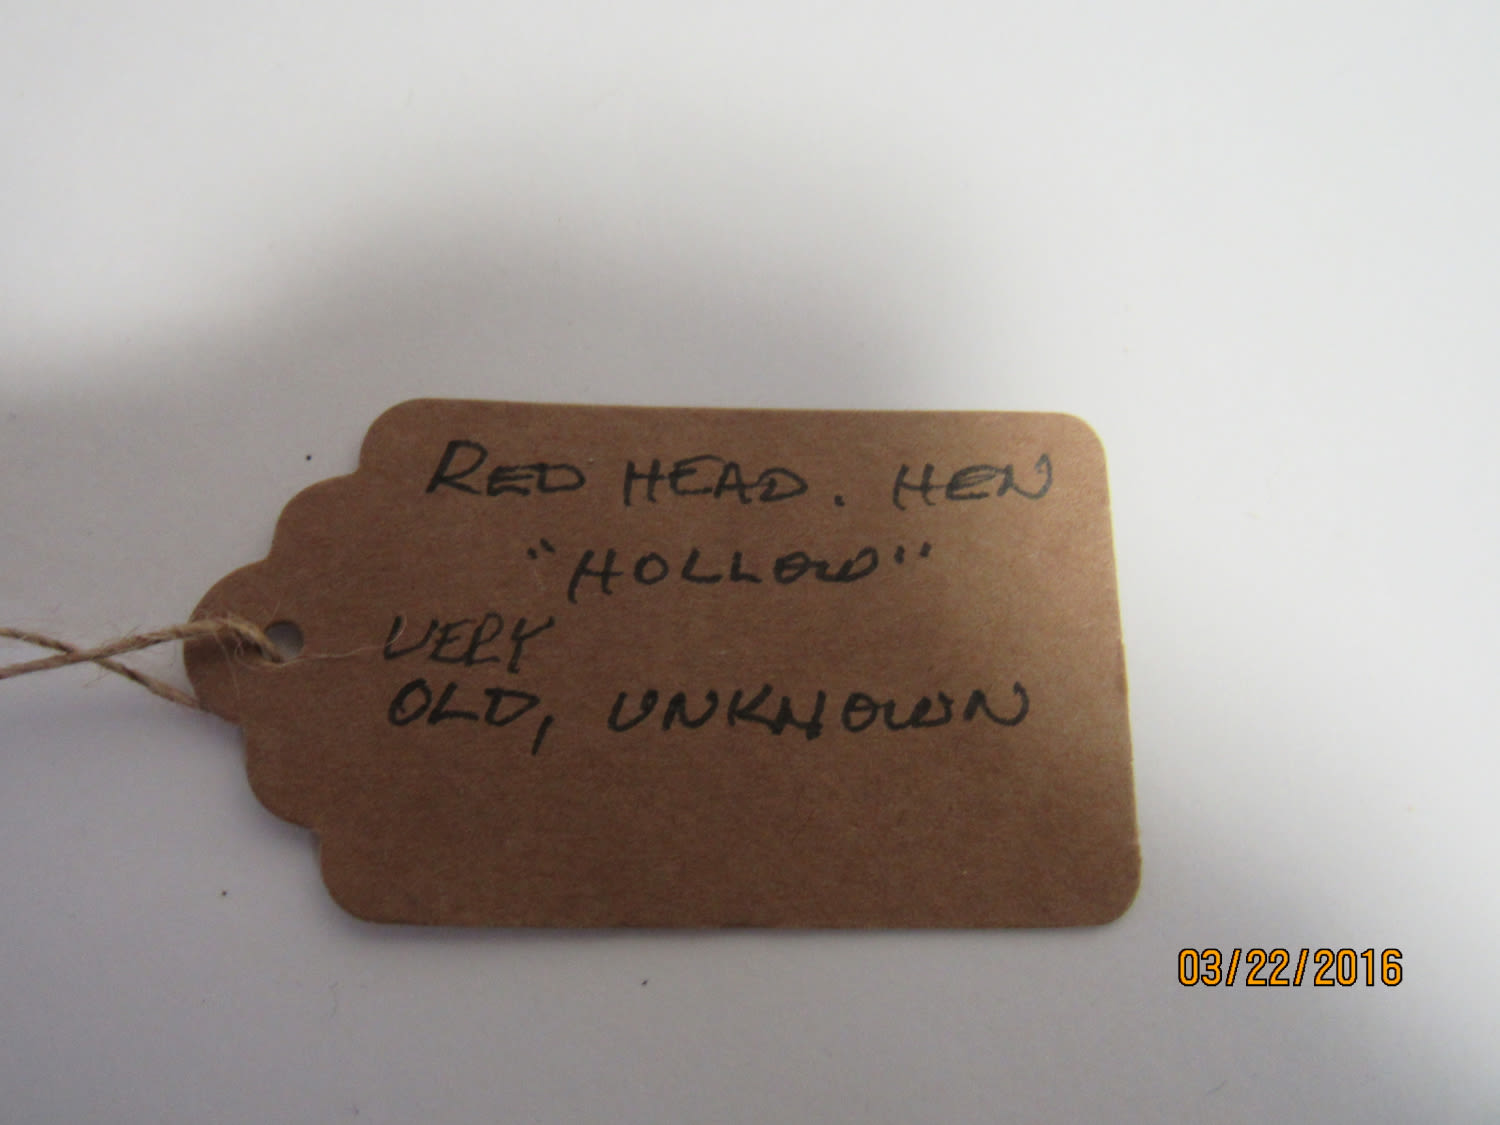 RED HEAD. HEN
"HOLLOW"
VERY
OLD, UNKNOWN
03/22/2016